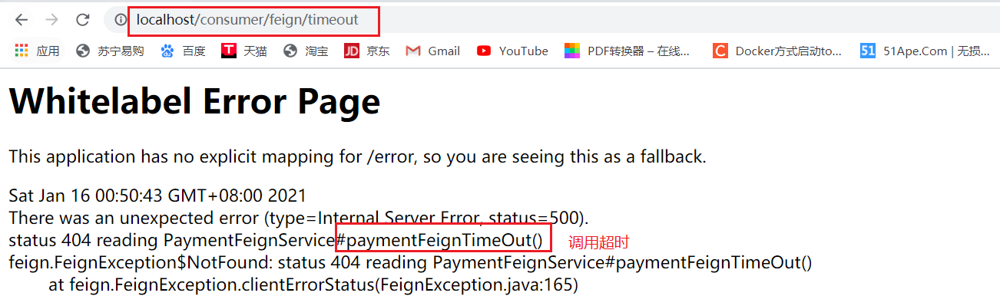 localhost/consumer/feign/timeout
应用 苏宁易购 百度 天猫 淘宝 京东 Gmail YouTube PDF转换器 – 在线... Docker方式启动to... 51Ape.Com | 无损...
Whitelabel Error Page
This application has no explicit mapping for /error, so you are seeing this as a fallback.
Sat Jan 16 00:50:43 GMT+08:00 2021
There was an unexpected error (type=Internal Server Error, status=500).
status 404 reading PaymentFeignService#paymentFeignTimeOut() 调用超时
feign.FeignException$NotFound: status 404 reading PaymentFeignService#paymentFeignTimeOut()
at feign.FeignException.clientErrorStatus(FeignException.java:165)